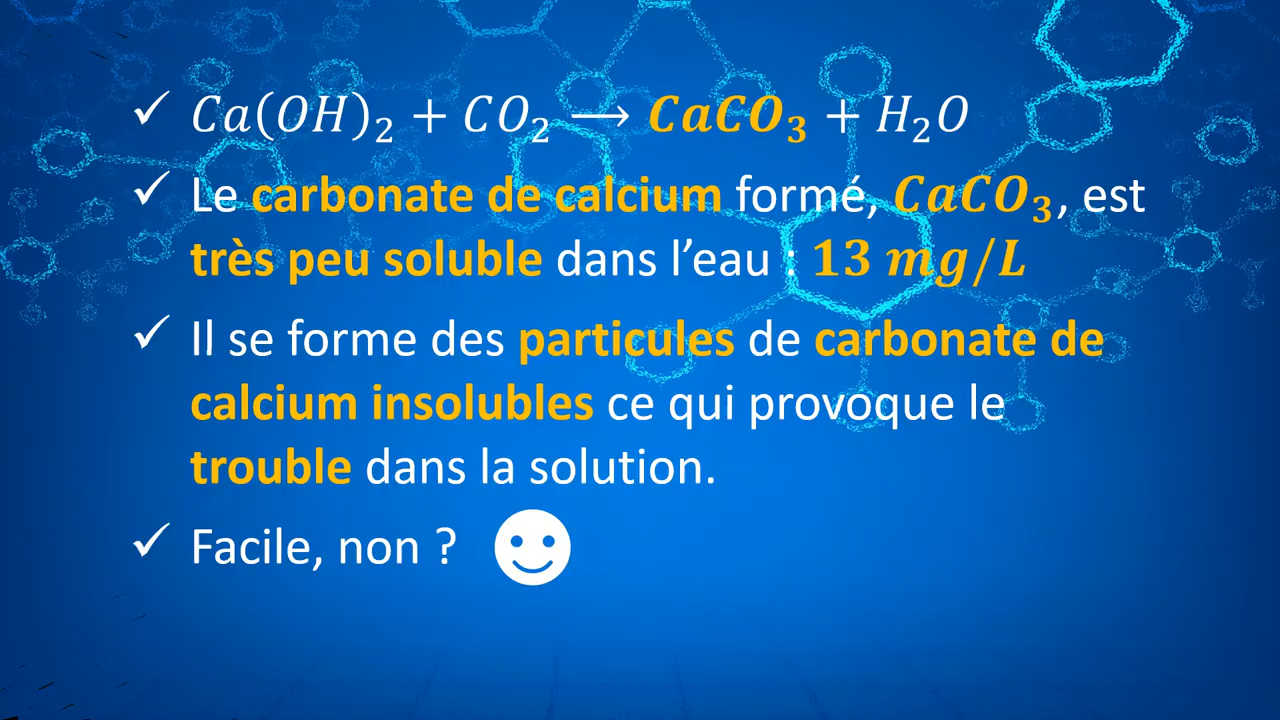 ✓ Ca(OH)₂ + CO₂ ⟶ CaCO₃ + H₂O
✓ Le carbonate de calcium formé, CaCO₃, est
très peu soluble dans l’eau : 13 mg/L
✓ Il se forme des particules de carbonate de
calcium insolubles ce qui provoque le
trouble dans la solution.
✓ Facile, non ?